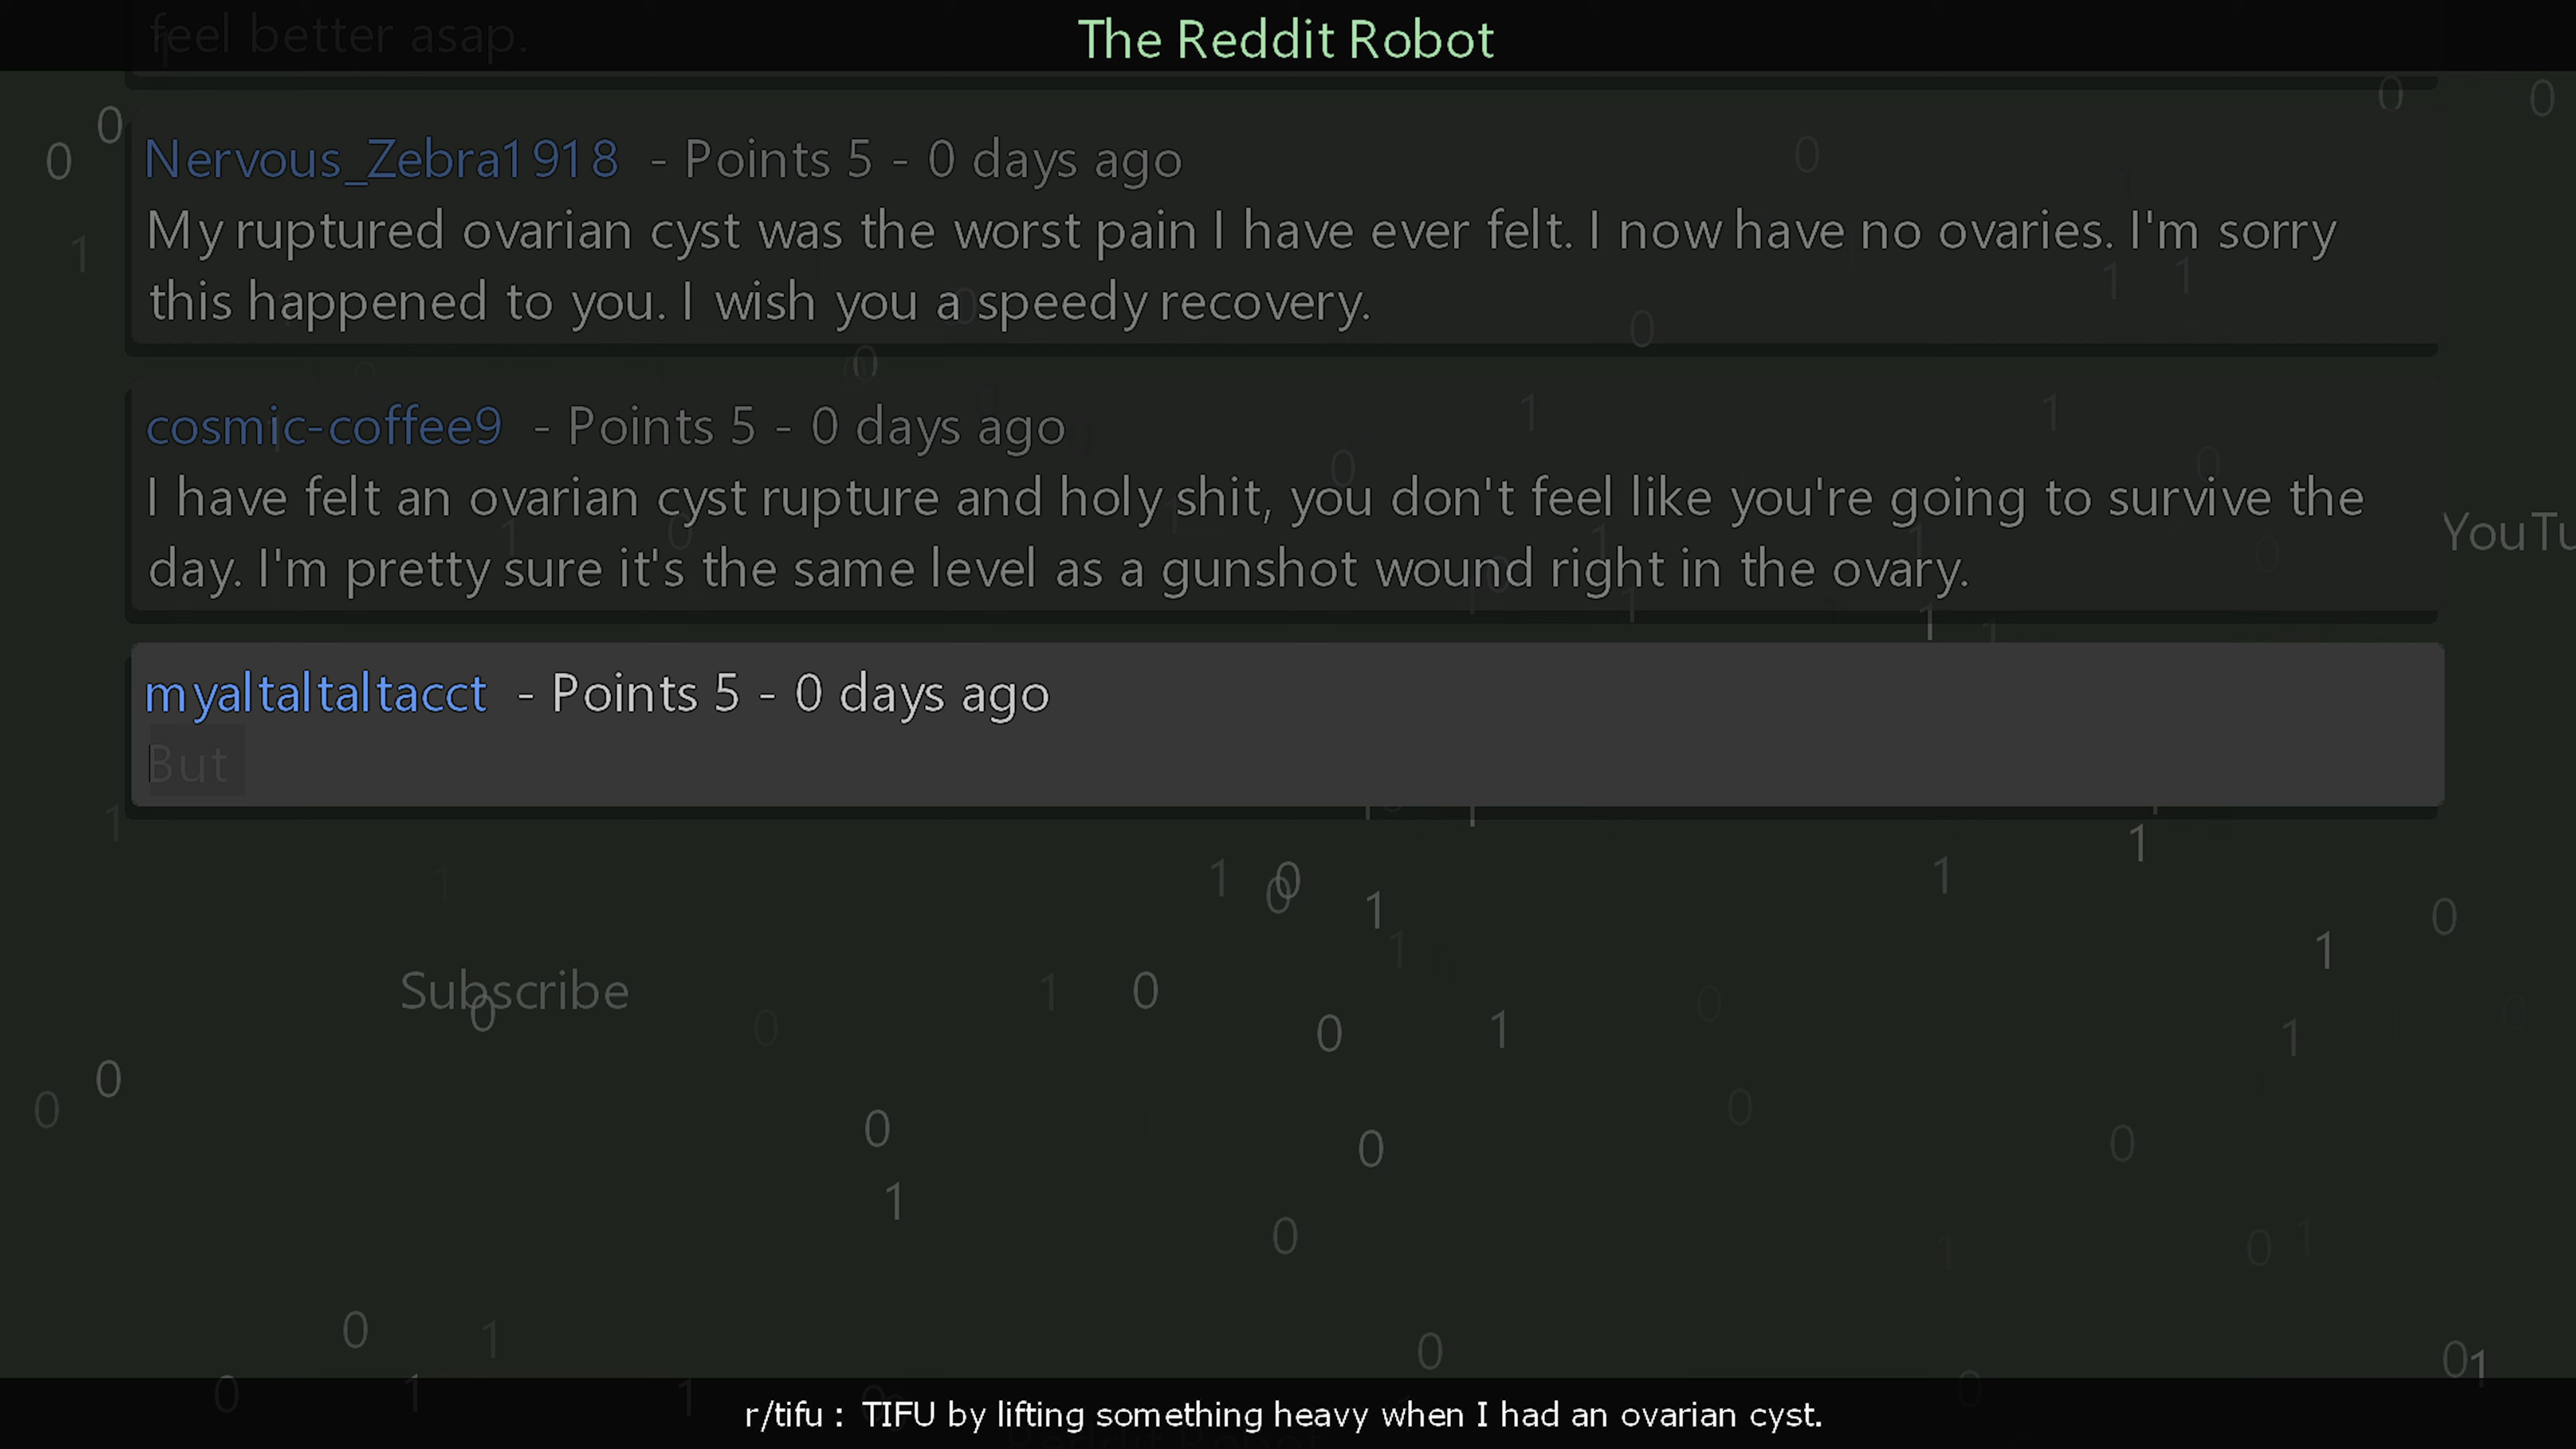 feel better asap.
The Reddit Robot
Nervous_Zebra1918 - Points 5 - 0 days ago
My ruptured ovarian cyst was the worst pain I have ever felt. I now have no ovaries. I'm sorry
this happened to you. I wish you a speedy recovery.
cosmic-coffee9 - Points 5 - 0 days ago
I have felt an ovarian cyst rupture and holy shit, you don't feel like you're going to survive the
day. I'm pretty sure it's the same level as a gunshot wound right in the ovary.
YouTu
myaltaltaltacct - Points 5 - 0 days ago
But
Subscribe
r/tifu : TIFU by lifting something heavy when I had an ovarian cyst.